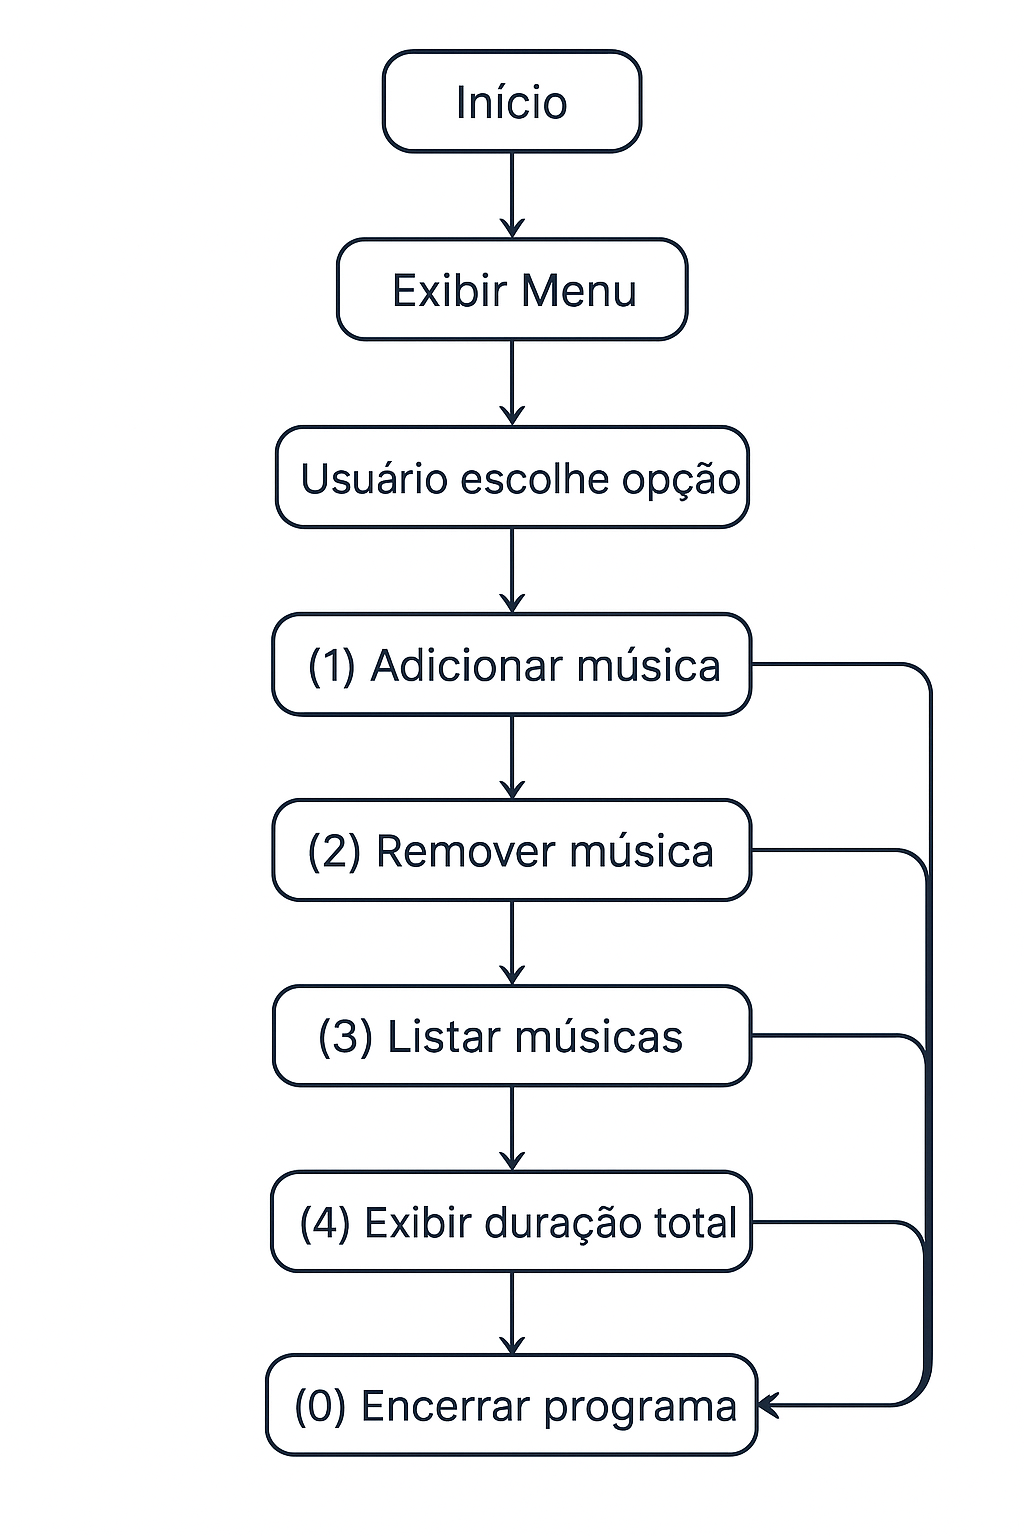 Início
Exibir Menu
Usuário escolhe opção
(1) Adicionar música
(2) Remover música
(3) Listar músicas
(4) Exibir duração total
(0) Encerrar programa